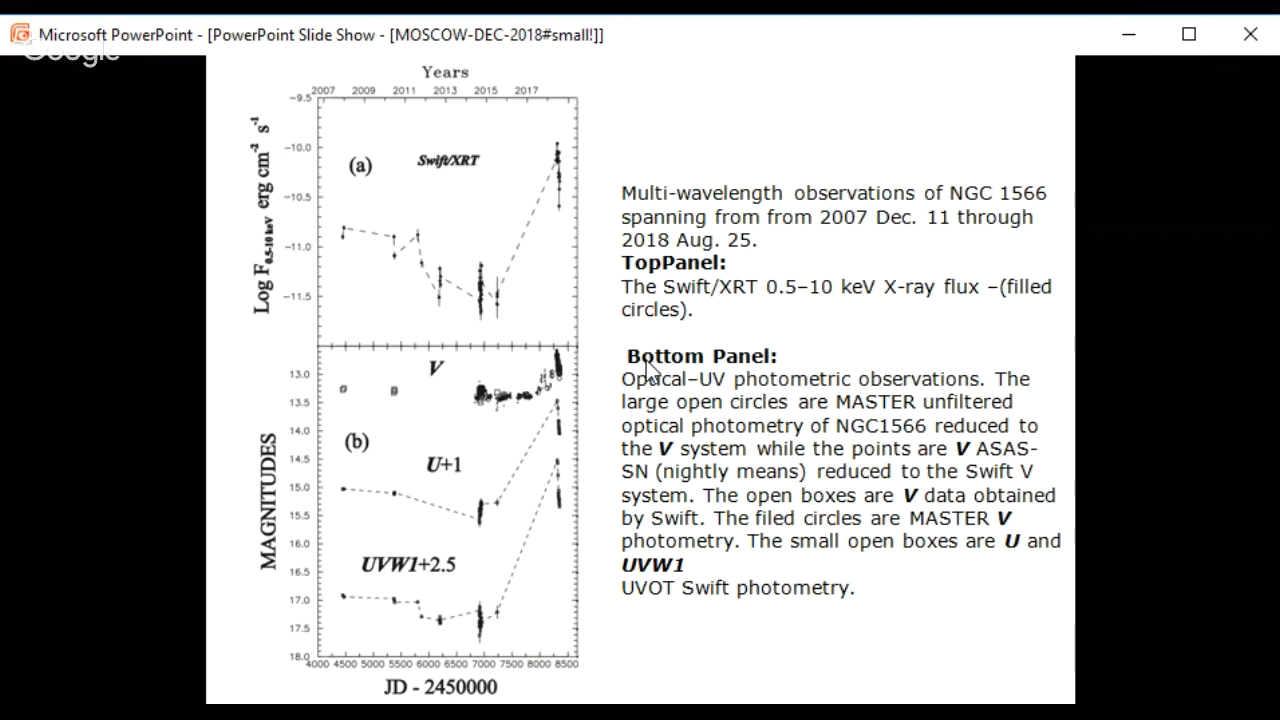 Microsoft PowerPoint - [PowerPoint Slide Show - [MOSCOW-DEC-2018#small!]]
Google
Years
2007 2009 2011 2013 2015 2017
-9.5
-10.0
-10.5
-11.0
-11.5
Log F0.5-10 keV erg cm-2 s-1
(a)
Swift/XRT
V
13.0
13.5
14.0
14.5
15.0
15.5
16.0
16.5
17.0
17.5
18.0
MAGNITUDES
(b)
U+1
UVW1+2.5
4000 4500 5000 5500 6000 6500 7000 7500 8000 8500
JD - 2450000
Multi-wavelength observations of NGC 1566
spanning from from 2007 Dec. 11 through
2018 Aug. 25.
TopPanel:
The Swift/XRT 0.5–10 keV X-ray flux –(filled
circles).
Bottom Panel:
Optical–UV photometric observations. The
large open circles are MASTER unfiltered
optical photometry of NGC1566 reduced to
the V system while the points are V ASAS-
SN (nightly means) reduced to the Swift V
system. The open boxes are V data obtained
by Swift. The filed circles are MASTER V
photometry. The small open boxes are U and
UVW1
UVOT Swift photometry.